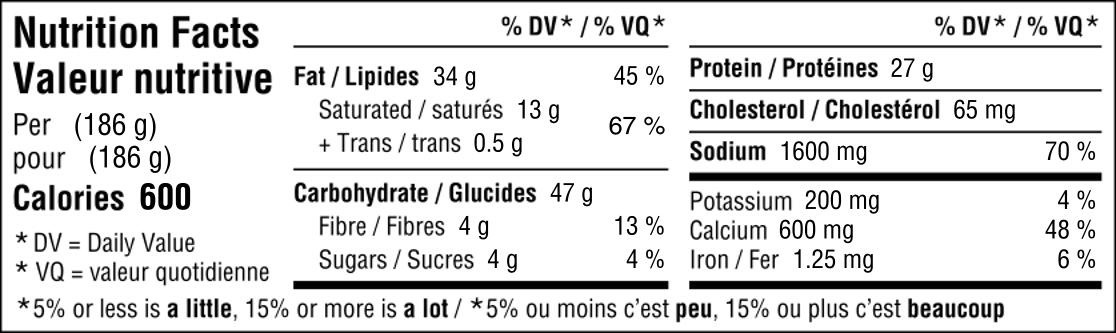 Nutrition Facts
Valeur nutritive
Per (186 g)
pour (186 g)
Calories 600
* DV = Daily Value
* VQ = valeur quotidienne
% DV* / % VQ*
Fat / Lipides 34 g 45 %
Saturated / saturés 13 g
+ Trans / trans 0.5 g 67 %
Carbohydrate / Glucides 47 g
Fibre / Fibres 4 g 13 %
Sugars / Sucres 4 g 4 %
% DV* / % VQ*
Protein / Protéines 27 g
Cholesterol / Cholestérol 65 mg
Sodium 1600 mg 70 %
Potassium 200 mg 4 %
Calcium 600 mg 48 %
Iron / Fer 1.25 mg 6 %
*5% or less is a little, 15% or more is a lot / *5% ou moins c'est peu, 15% ou plus c'est beaucoup